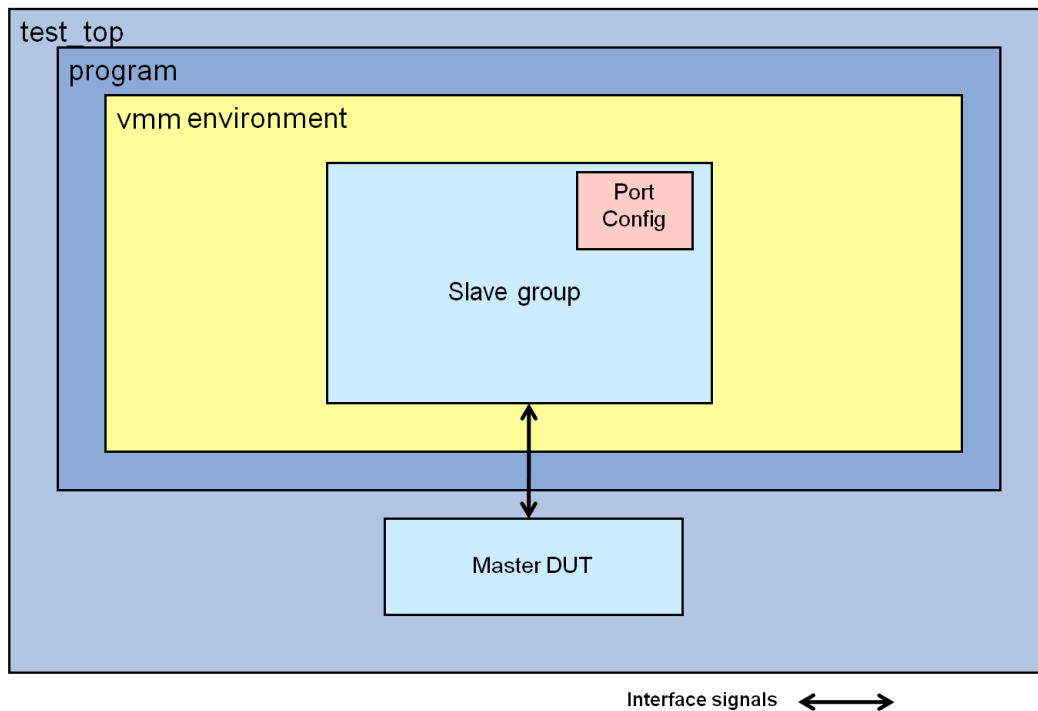 test_top
program
vmm environment
Port
Config
Slave group
Master DUT
Interface signals